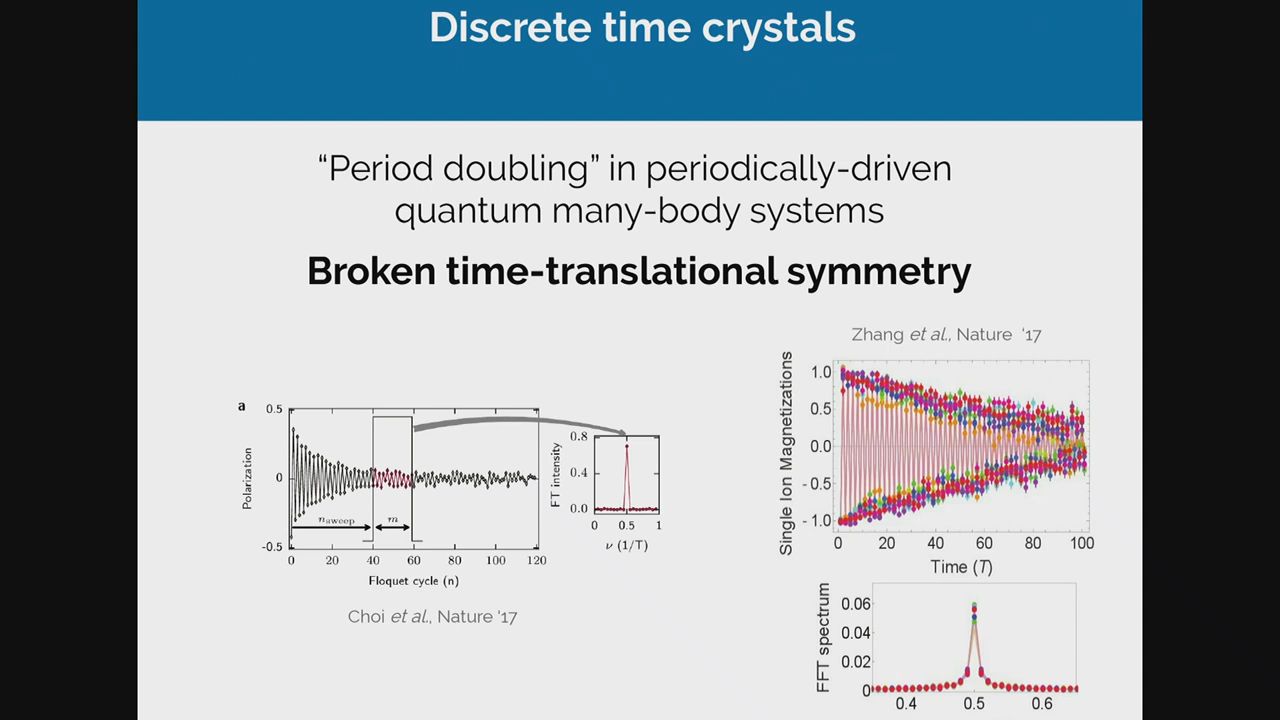 Discrete time crystals
“Period doubling” in periodically-driven
quantum many-body systems
Broken time-translational symmetry
a
Polarization
0.5
0
-0.5
n_sweep
m
0 20 40 60 80 100 120
Floquet cycle (n)
FT intensity
0.8
0.4
0.0
0 0.5 1
ν (1/T)
Choi et al., Nature '17
Zhang et al., Nature '17
Single Ion Magnetizations
1.0
0.5
0.0
- 0.5
- 1.0
0 20 40 60 80 100
Time (T)
FFT spectrum
0.06
0.04
0.02
0
0.4 0.5 0.6